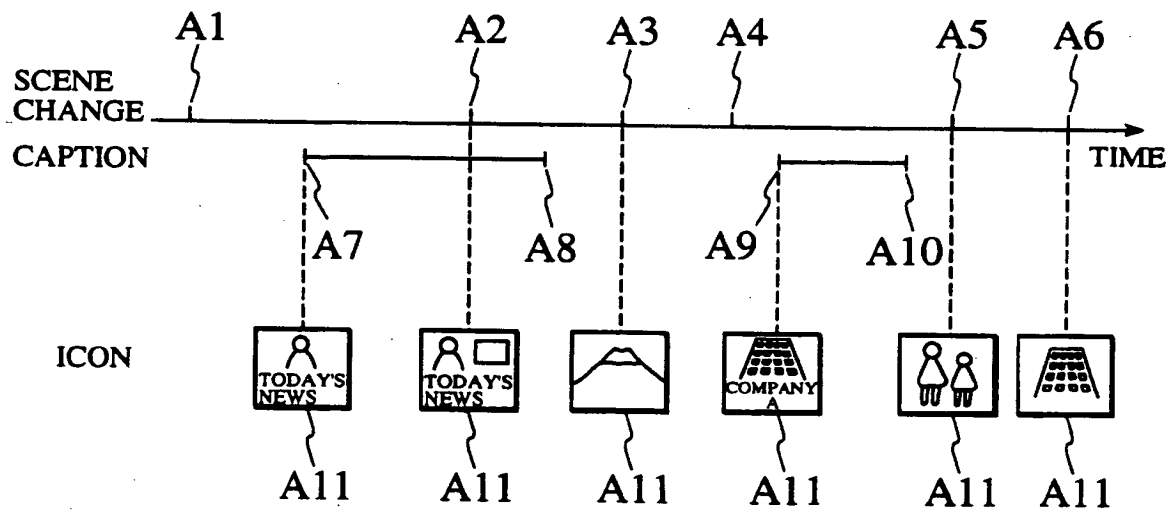 A1 A2 A3 A4 A5 A6
SCENE
CHANGE
CAPTION
TIME
A7 A8 A9 A10
ICON
TODAY'S
NEWS
TODAY'S
NEWS
COMPANY
A
A11 A11 A11 A11 A11 A11